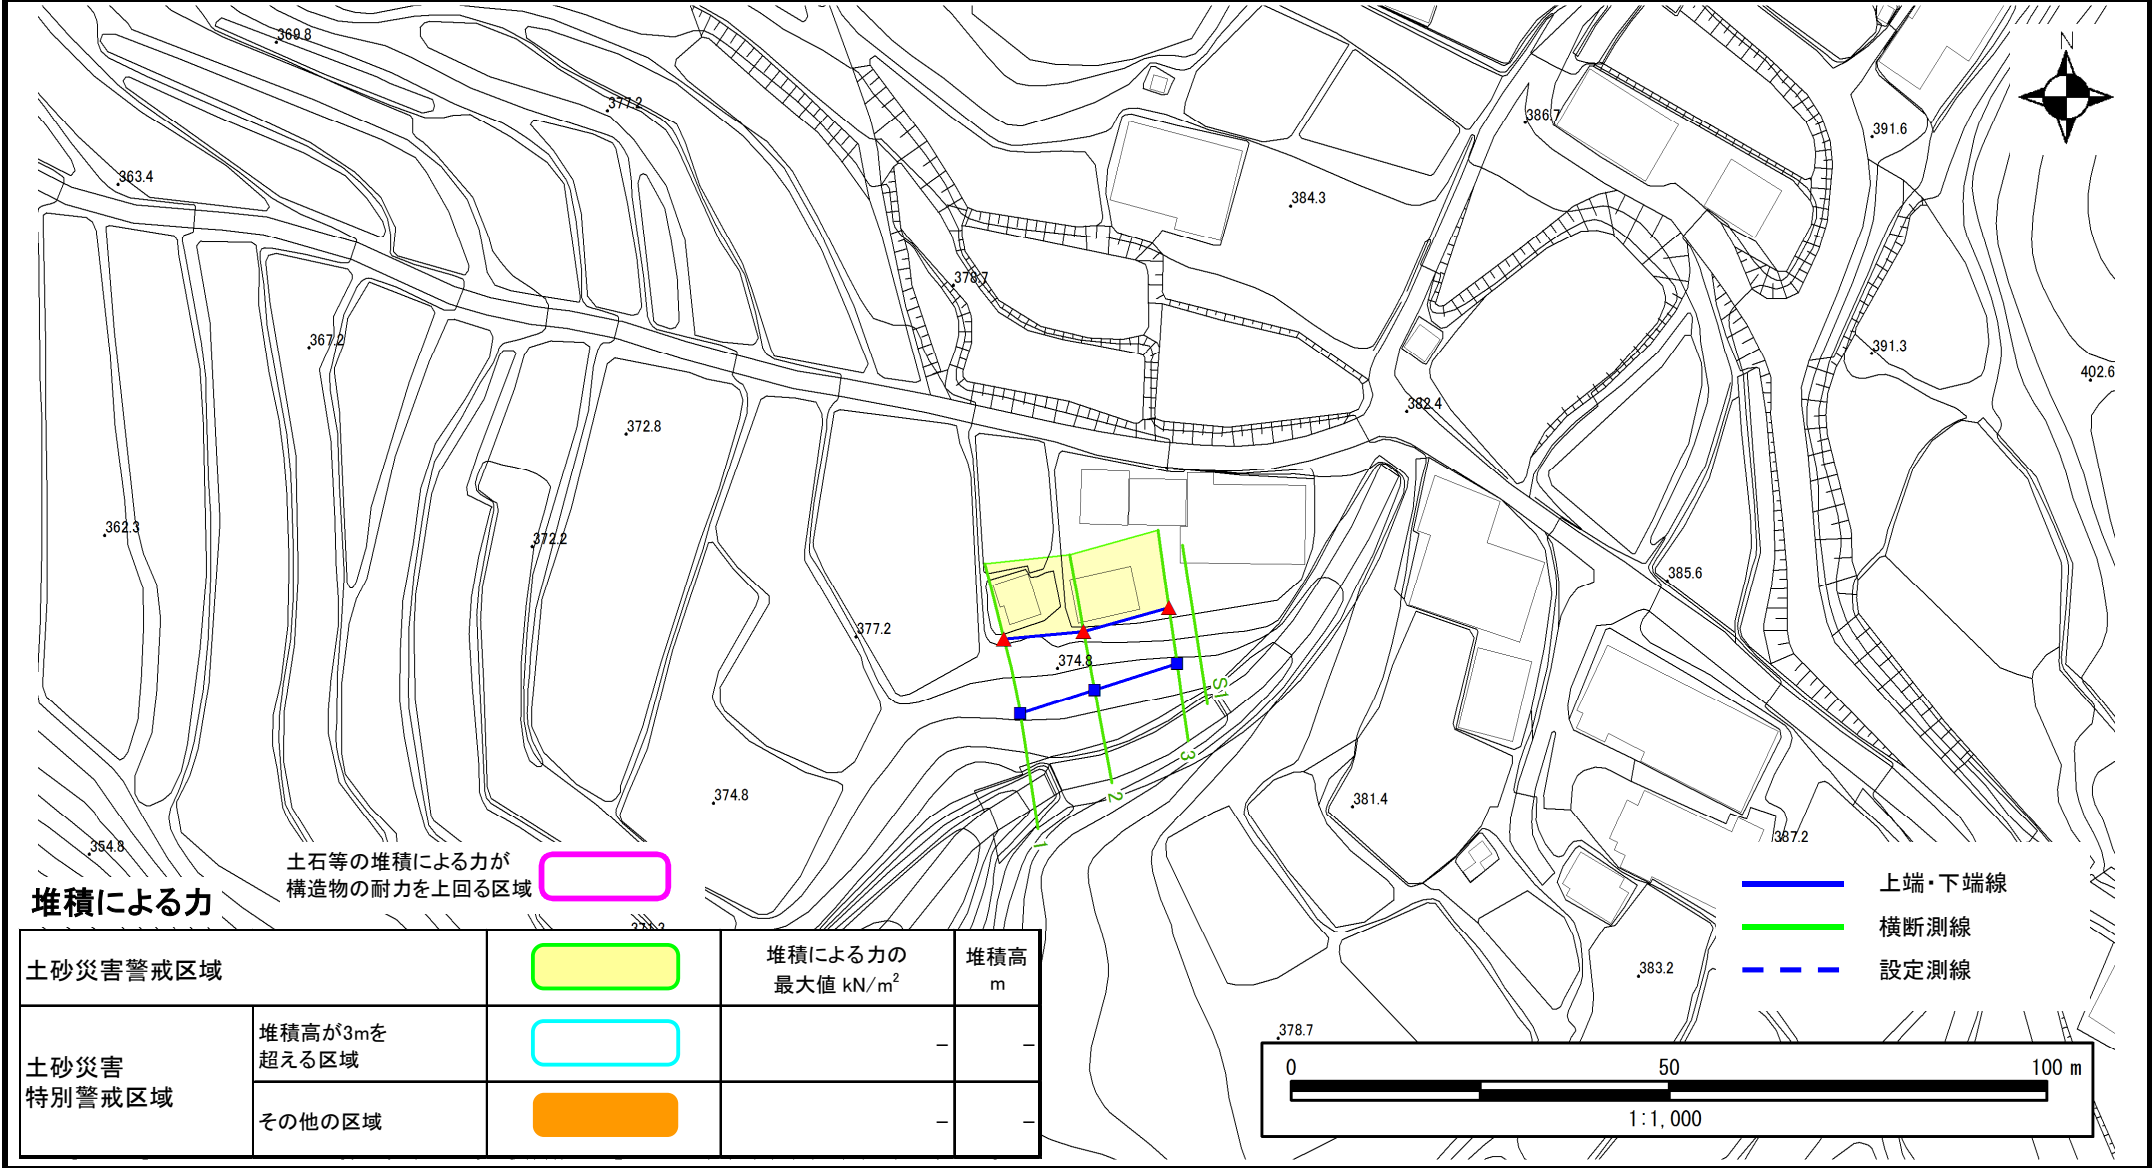 N
369.8
377.2
386.7
391.6
363.4
384.3
378.7
367.2
391.3
402.6
382.4
372.8
362.3
372.2
385.6
377.2
374.8
S1
3
2
1
374.8
381.4
387.2
354.8
383.2
378.7
土石等の堆積による力が
構造物の耐力を上回る区域
堆積による力
土砂災害警戒区域
堆積による力の
最大値 kN/m²
堆積高
m
土砂災害
特別警戒区域
堆積高が3mを
超える区域
－
－
その他の区域
－
－
上端・下端線
横断測線
設定測線
0
50
100 m
1:1,000